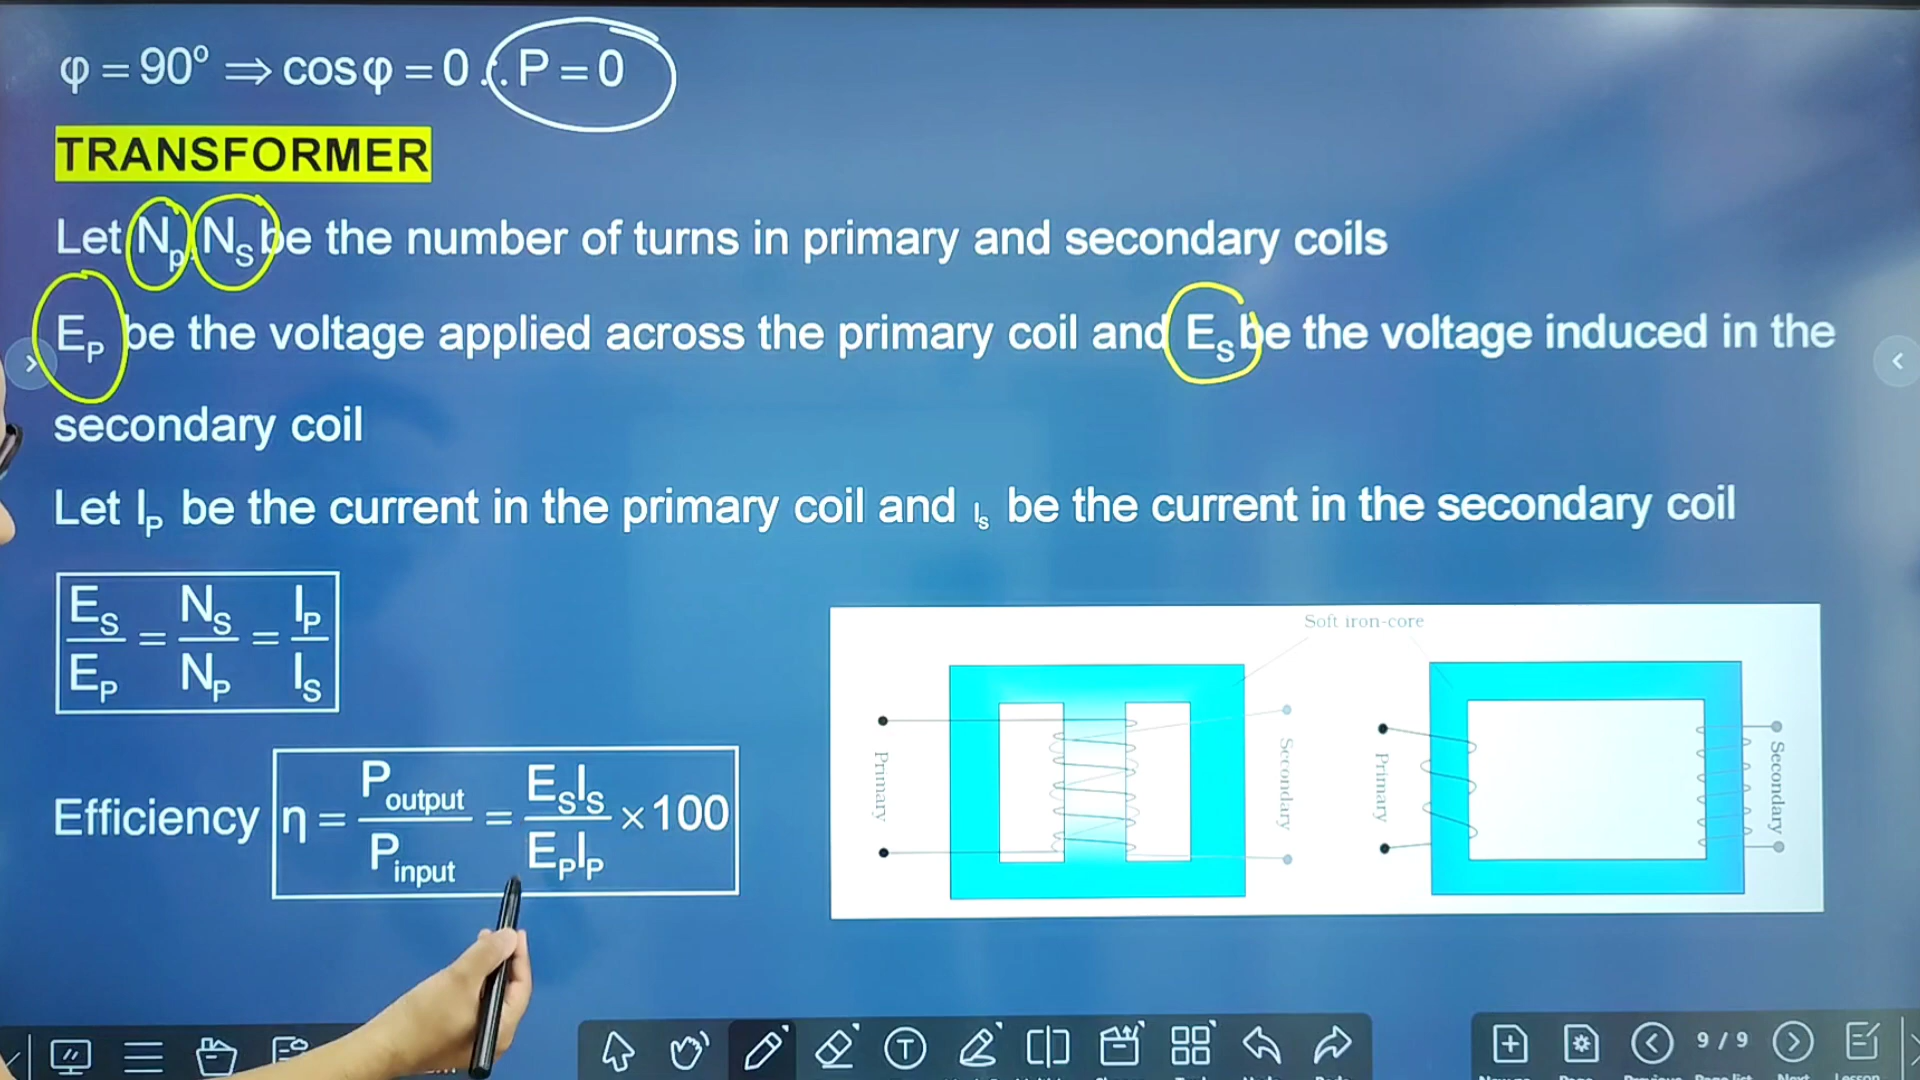 φ = 90° ⇒ cosφ = 0 ∴ P = 0
TRANSFORMER
Let Np, NS be the number of turns in primary and secondary coils
EP be the voltage applied across the primary coil and ES be the voltage induced in the
secondary coil
Let IP be the current in the primary coil and Is be the current in the secondary coil
ES/EP = NS/NP = IP/IS
Efficiency η = Poutput/Pinput = ESIS/EPIP × 100
Soft iron-core
Primary
Secondary
Primary
Secondary
9 / 9